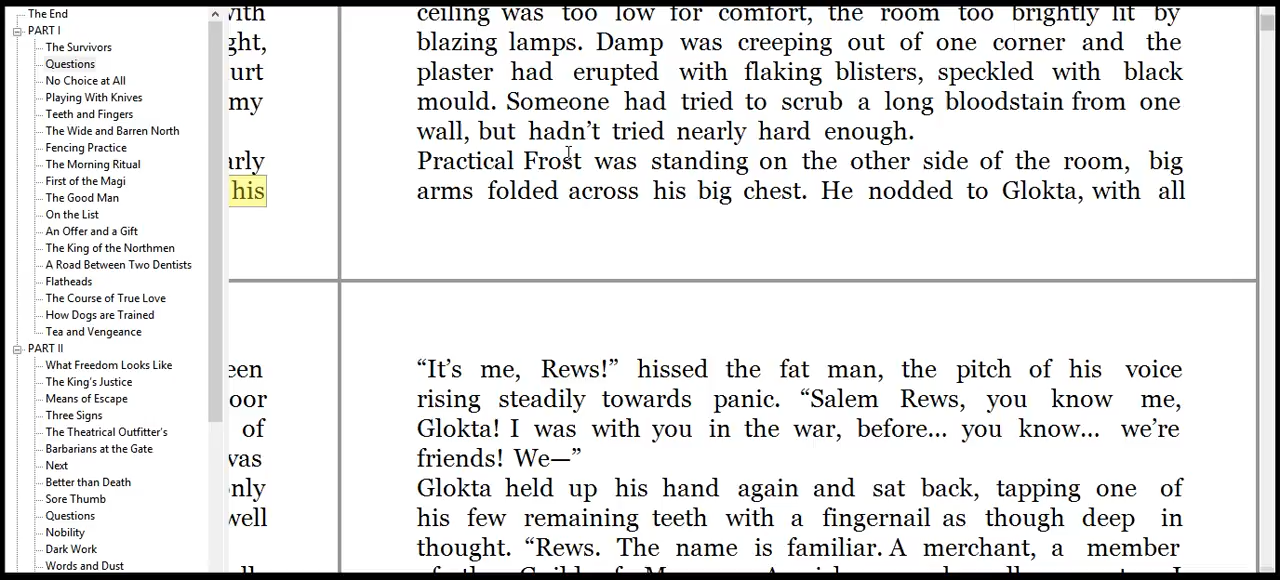 The End
PART I
The Survivors
Questions
No Choice at All
Playing With Knives
Teeth and Fingers
The Wide and Barren North
Fencing Practice
The Morning Ritual
First of the Magi
The Good Man
On the List
An Offer and a Gift
The King of the Northmen
A Road Between Two Dentists
Flatheads
The Course of True Love
How Dogs are Trained
Tea and Vengeance
PART II
What Freedom Looks Like
The King's Justice
Means of Escape
Three Signs
The Theatrical Outfitter's
Barbarians at the Gate
Next
Better than Death
Sore Thumb
Questions
Nobility
Dark Work
Words and Dust
with
ght,
urt
my
arly
his
een
oor
of
was
only
well
ceiling was too low for comfort, the room too brightly lit by
blazing lamps. Damp was creeping out of one corner and the
plaster had erupted with flaking blisters, speckled with black
mould. Someone had tried to scrub a long bloodstain from one
wall, but hadn't tried nearly hard enough.
Practical Frost was standing on the other side of the room, big
arms folded across his big chest. He nodded to Glokta, with all
“It's me, Rews!” hissed the fat man, the pitch of his voice
rising steadily towards panic. “Salem Rews, you know me,
Glokta! I was with you in the war, before… you know… we're
friends! We—”
Glokta held up his hand again and sat back, tapping one of
his few remaining teeth with a fingernail as though deep in
thought. “Rews. The name is familiar. A merchant, a member